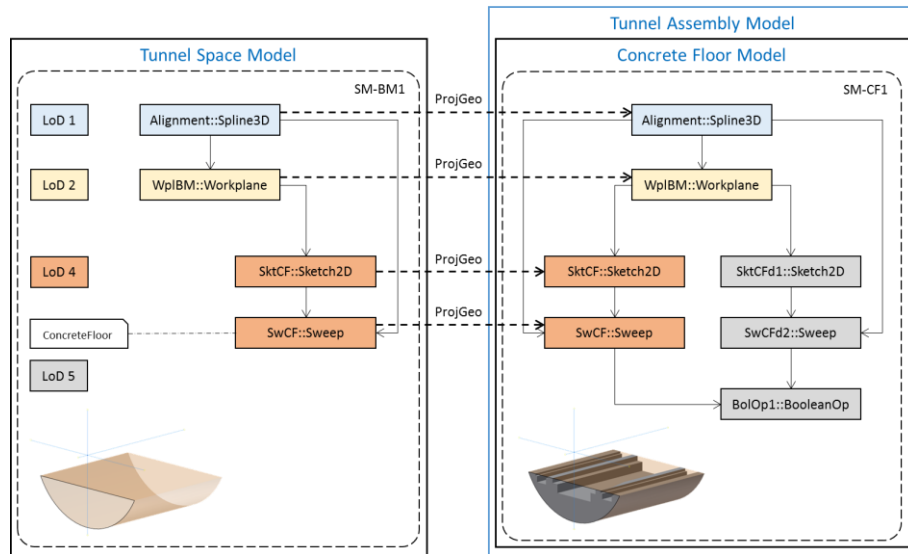 Tunnel Assembly Model
Tunnel Space Model
Concrete Floor Model
SM-BM1
SM-CF1
LoD 1
Alignment::Spline3D
ProjGeo
Alignment::Spline3D
LoD 2
WplBM::Workplane
ProjGeo
WplBM::Workplane
LoD 4
SktCF::Sketch2D
ProjGeo
SktCF::Sketch2D
SktCFd1::Sketch2D
ConcreteFloor
SwCF::Sweep
ProjGeo
SwCF::Sweep
SwCFd2::Sweep
LoD 5
BolOp1::BooleanOp